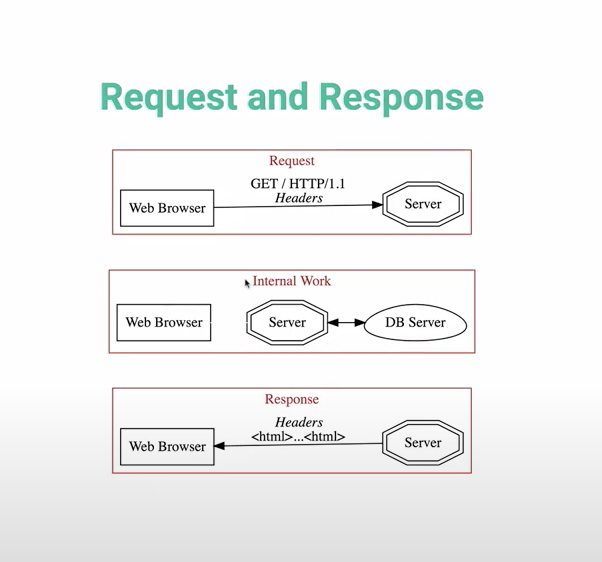 Request and Response
Request
GET / HTTP/1.1
Headers
Web Browser
Server
Internal Work
Web Browser
Server
DB Server
Response
Headers
<html>...<html>
Web Browser
Server